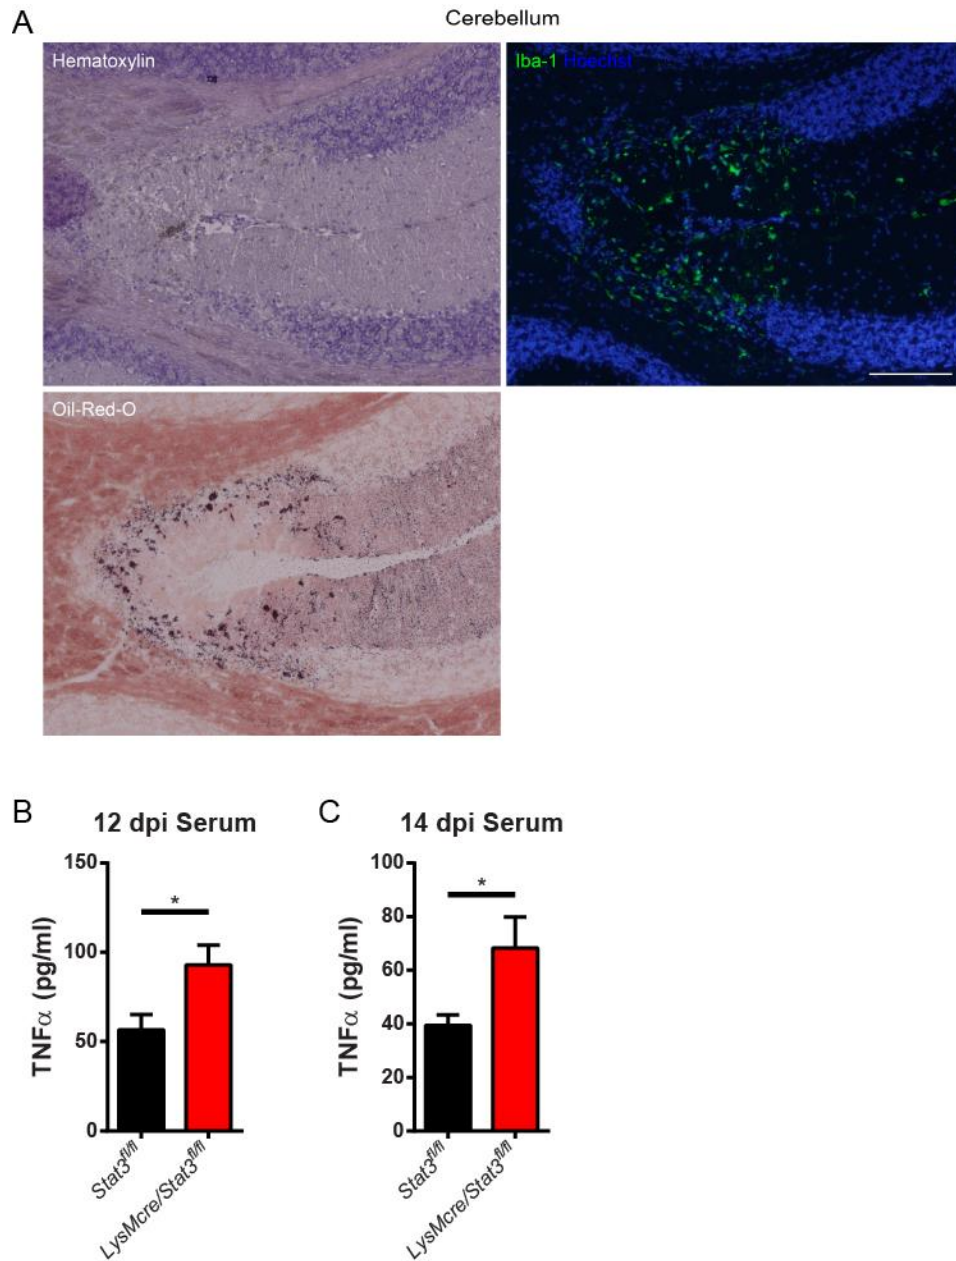 A
Cerebellum
Hematoxylin
Iba-1 Hoechst
Oil-Red-O
B
12 dpi Serum
TNFα (pg/ml)
150
100
50
0
*
Stat3fl/fl
LysMcre/Stat3fl/fl
C
14 dpi Serum
TNFα (pg/ml)
100
80
60
40
20
0
*
Stat3fl/fl
LysMcre/Stat3fl/fl